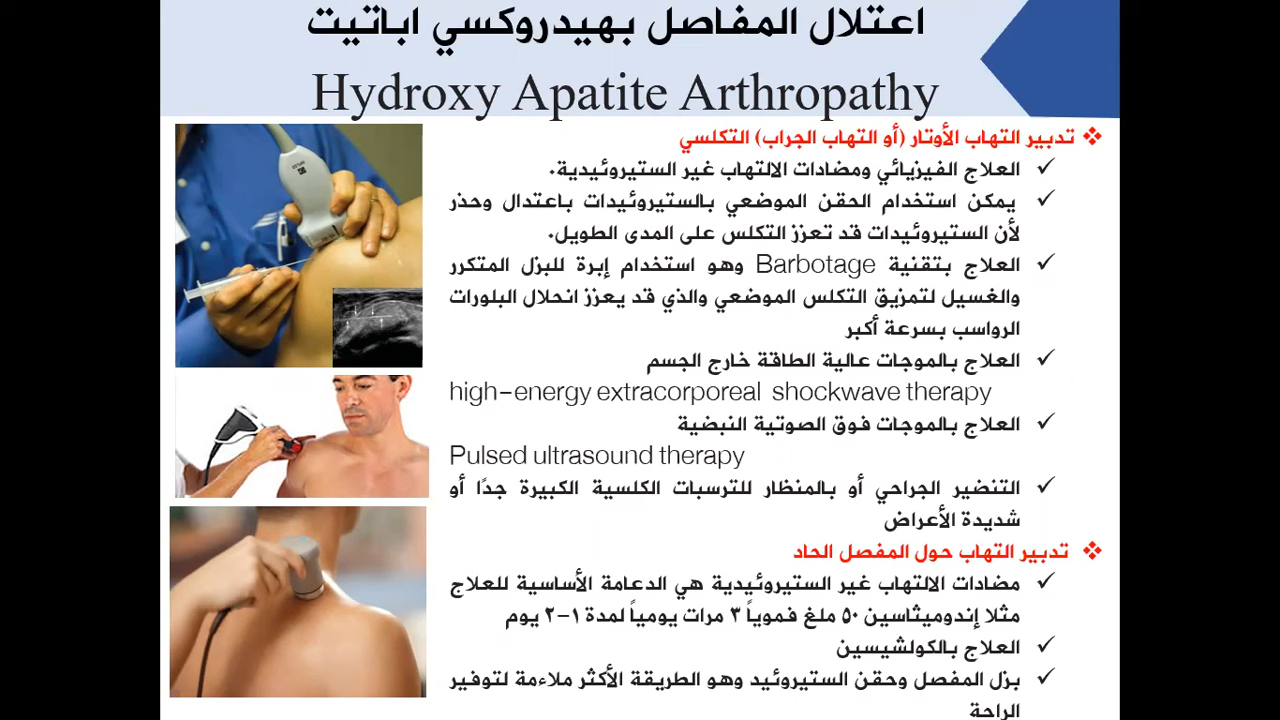 اعتلال المفاصل بهيدروكسي اباتيت
Hydroxy Apatite Arthropathy
تدبير التهاب الأوتار (أو التهاب الجراب) التكلسي
العلاج الفيزيائي ومضادات الالتهاب غير الستيروئيدية.
يمكن استخدام الحقن الموضعي بالستيروئيدات باعتدال وحذر
لأن الستيروئيدات قد تعزز التكلس على المدى الطويل.
العلاج بتقنية Barbotage وهو استخدام إبرة للبزل المتكرر
والغسيل لتمزيق التكلس الموضعي والذي قد يعزز انحلال البلورات
الرواسب بسرعة أكبر
العلاج بالموجات عالية الطاقة خارج الجسم
high-energy extracorporeal shockwave therapy
العلاج بالموجات فوق الصوتية النبضية
Pulsed ultrasound therapy
التنضير الجراحي أو بالمنظار للترسبات الكلسية الكبيرة جدًا أو
شديدة الأعراض
تدبير التهاب حول المفصل الحاد
مضادات الالتهاب غير الستيروئيدية هي الدعامة الأساسية للعلاج
مثلا إندوميثاسين ٥٠ ملغ فموياً ٣ مرات يومياً لمدة ١-٢ يوم
العلاج بالكولشيسين
بزل المفصل وحقن الستيروئيد وهو الطريقة الأكثر ملاءمة لتوفير
الراحة